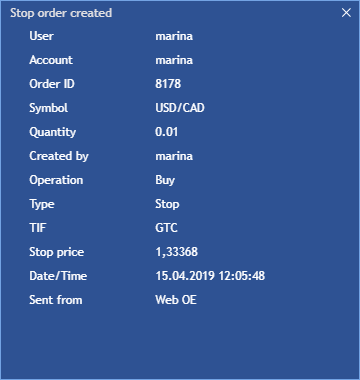 Stop order created
User marina
Account marina
Order ID 8178
Symbol USD/CAD
Quantity 0.01
Created by marina
Operation Buy
Type Stop
TIF GTC
Stop price 1,33368
Date/Time 15.04.2019 12:05:48
Sent from Web OE